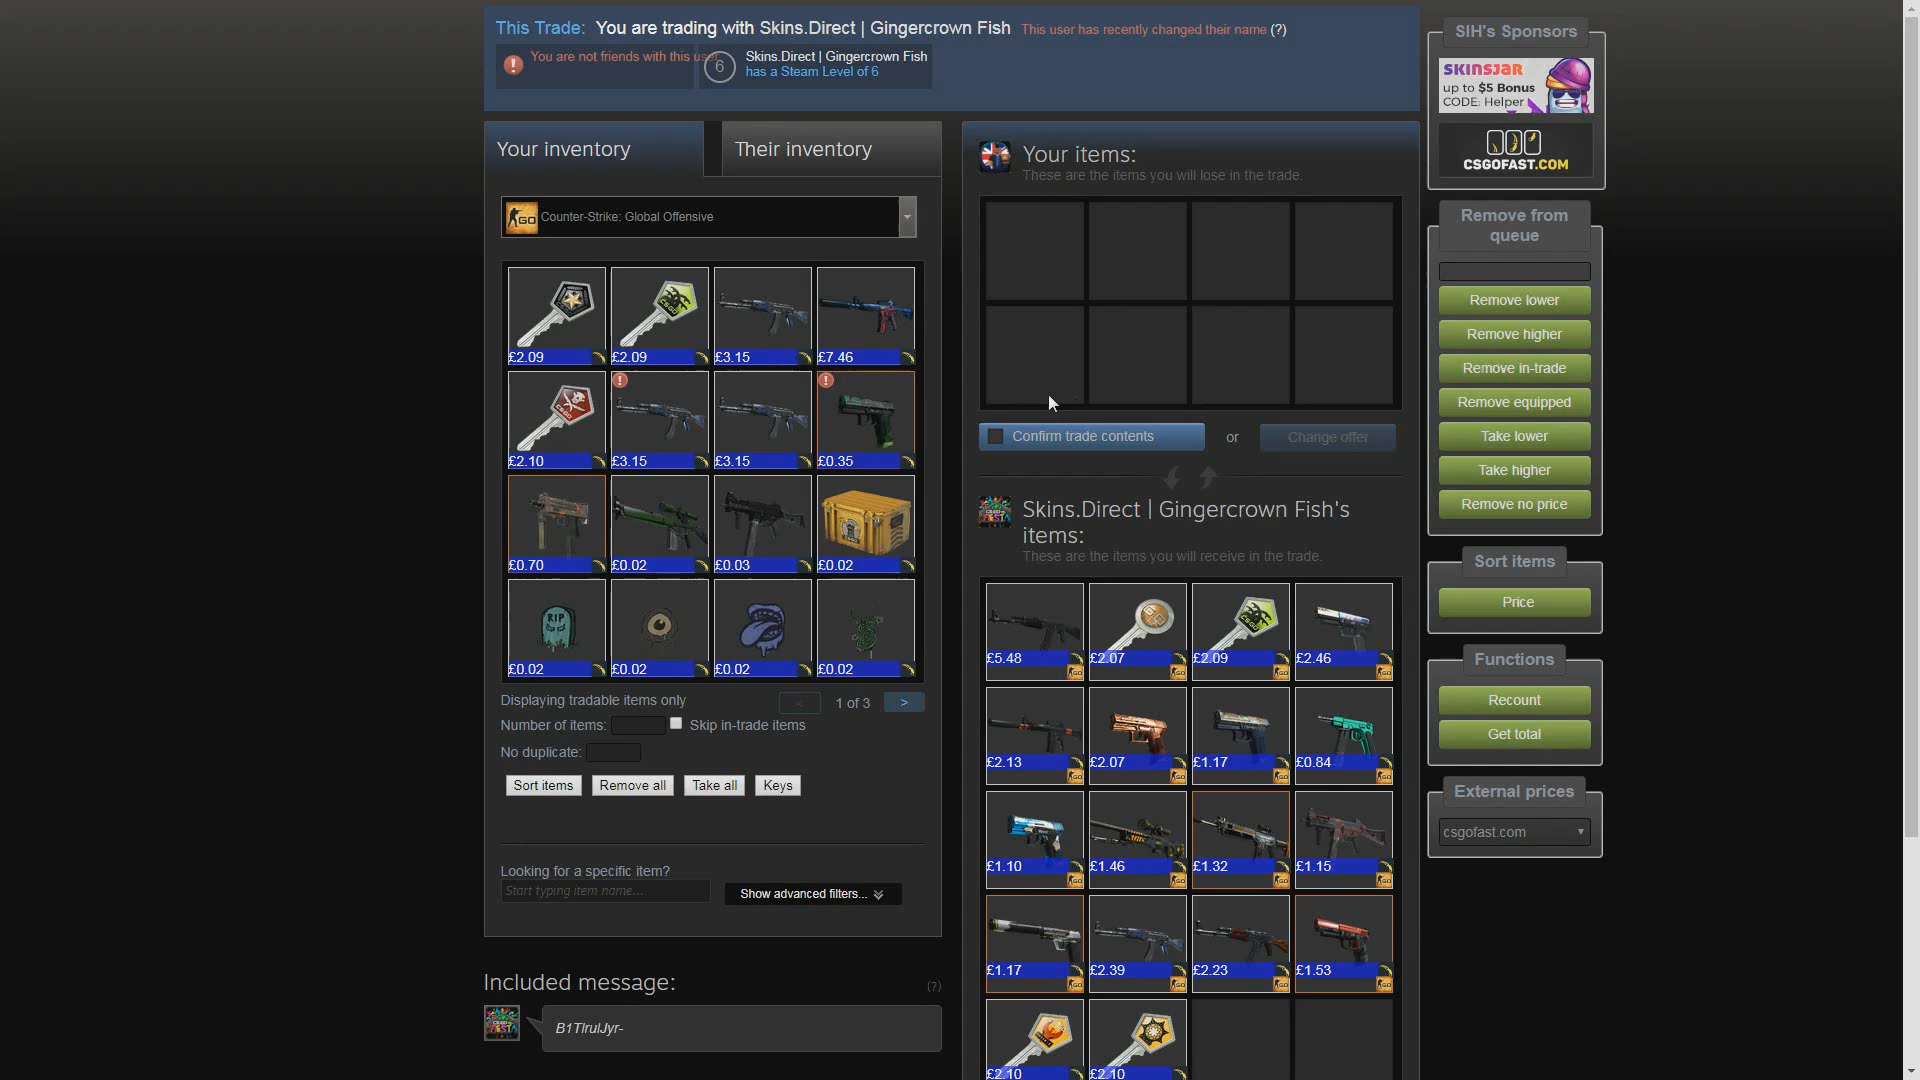 This Trade: You are trading with Skins.Direct | Gingercrown Fish This user has recently changed their name (?)
You are not friends with this user
6
Skins.Direct | Gingercrown Fish
has a Steam Level of 6
Your inventory
Their inventory
Counter-Strike: Global Offensive
£2.09 £2.09 £3.15 £7.46
£2.10 £3.15 £3.15 £0.35
£0.70 £0.02 £0.03 £0.02
RIP
£0.02 £0.02 £0.02 £0.02
Displaying tradable items only
< 1 of 3 >
Number of items: Skip in-trade items
No duplicate:
Sort items Remove all Take all Keys
Looking for a specific item?
Start typing item name...
Show advanced filters...
Included message:
(?)
B1TlrulJyr-
Your items:
These are the items you will lose in the trade.
Confirm trade contents or Change offer
Skins.Direct | Gingercrown Fish's
items:
These are the items you will receive in the trade.
£5.48 £2.07 £2.09 £2.46
£2.13 £2.07 £1.17 £0.84
£1.10 £1.46 £1.32 £1.15
£1.17 £2.39 £2.23 £1.53
£2.10 £2.10
SIH's Sponsors
SKINSJAR
up to $5 Bonus
CODE: Helper
CSGOFAST.COM
Remove from
queue
Remove lower
Remove higher
Remove in-trade
Remove equipped
Take lower
Take higher
Remove no price
Sort items
Price
Functions
Recount
Get total
External prices
csgofast.com